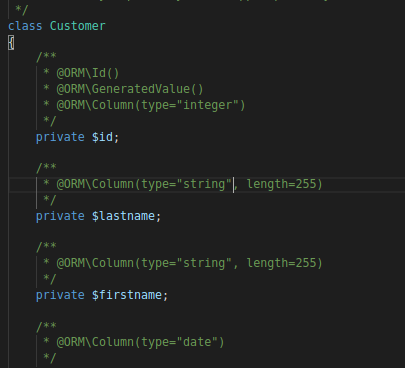 */
class Customer
{
/**
* @ORM\Id()
* @ORM\GeneratedValue()
* @ORM\Column(type="integer")
*/
private $id;
/**
* @ORM\Column(type="string", length=255)
*/
private $lastname;
/**
* @ORM\Column(type="string", length=255)
*/
private $firstname;
/**
* @ORM\Column(type="date")
*/